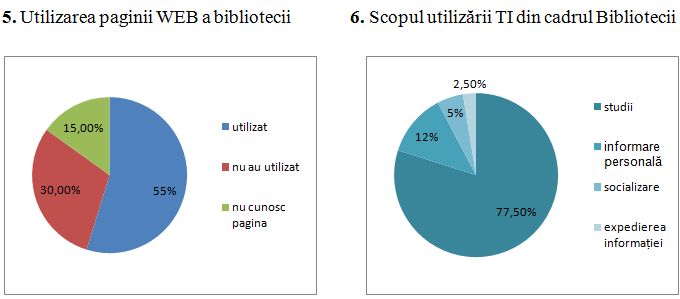 5. Utilizarea paginii WEB a bibliotecii
15,00%
30,00%
55%
utilizat
nu au utilizat
nu cunosc
pagina
6. Scopul utilizării TI din cadrul Bibliotecii
2,50%
5%
12%
77,50%
studii
informare
personală
socializare
expedierea
informației